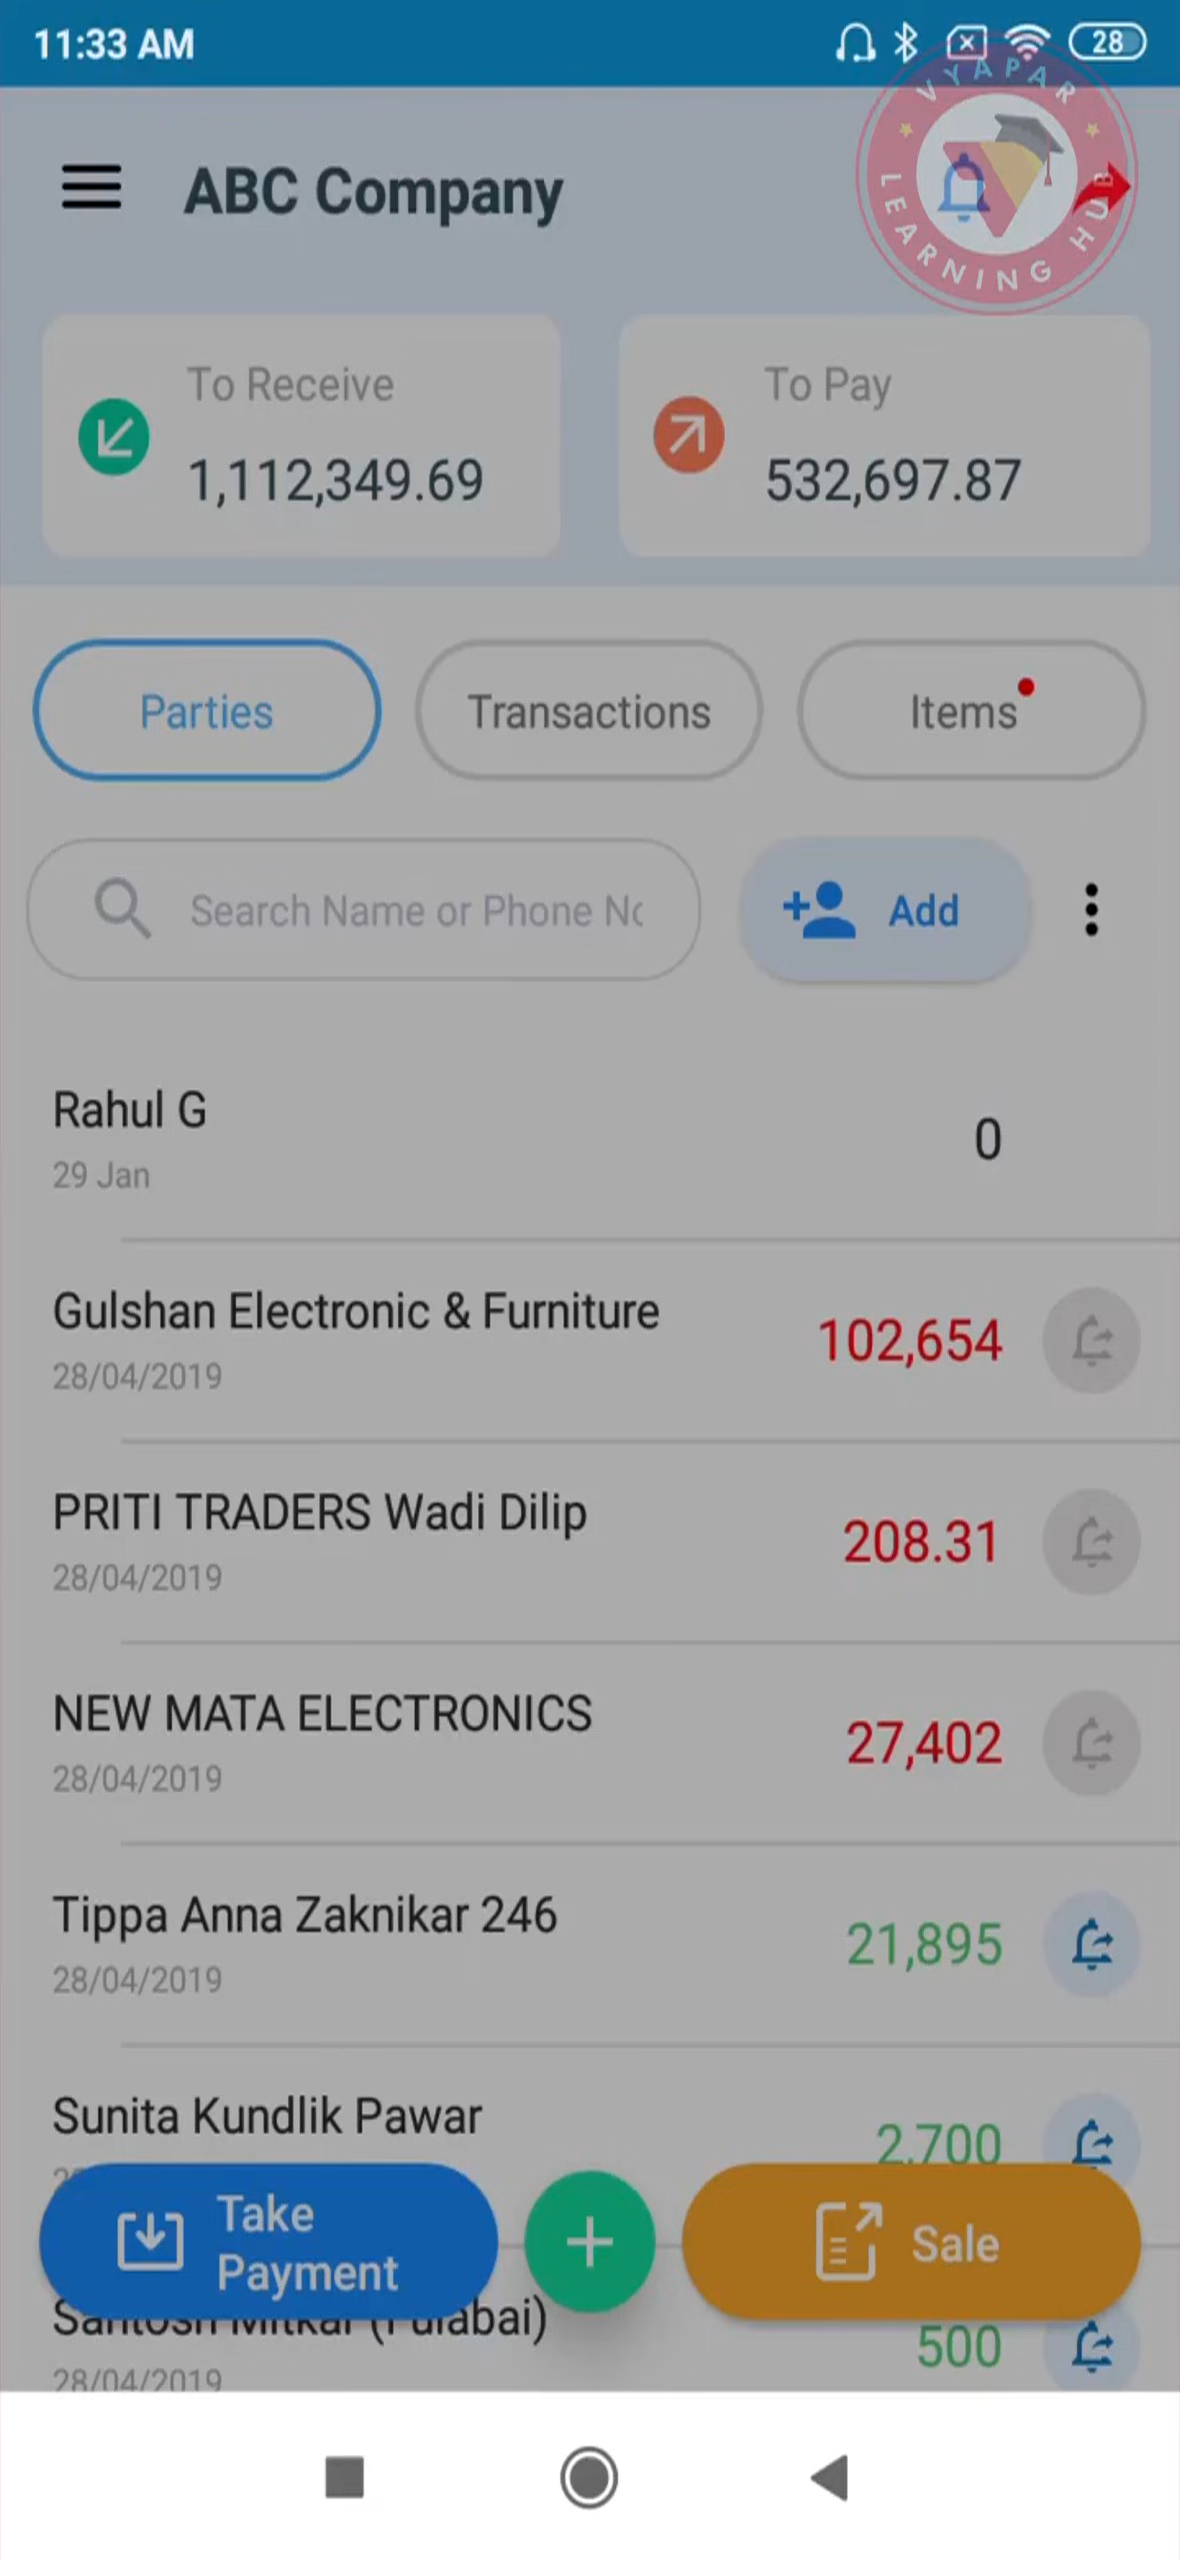 11:33 AM
28
VYAPAR
LEARNING HUB
ABC Company
To Receive
1,112,349.69
To Pay
532,697.87
Parties
Transactions
Items
Search Name or Phone
Add
Rahul G
0
29 Jan
Gulshan Electronic & Furniture
102,654
28/04/2019
PRITI TRADERS Wadi Dilip
208.31
28/04/2019
NEW MATA ELECTRONICS
27,402
28/04/2019
Tippa Anna Zaknikar 246
21,895
28/04/2019
Sunita Kundlik Pawar
2,700
Take
Payment
Sale
500
28/04/2019